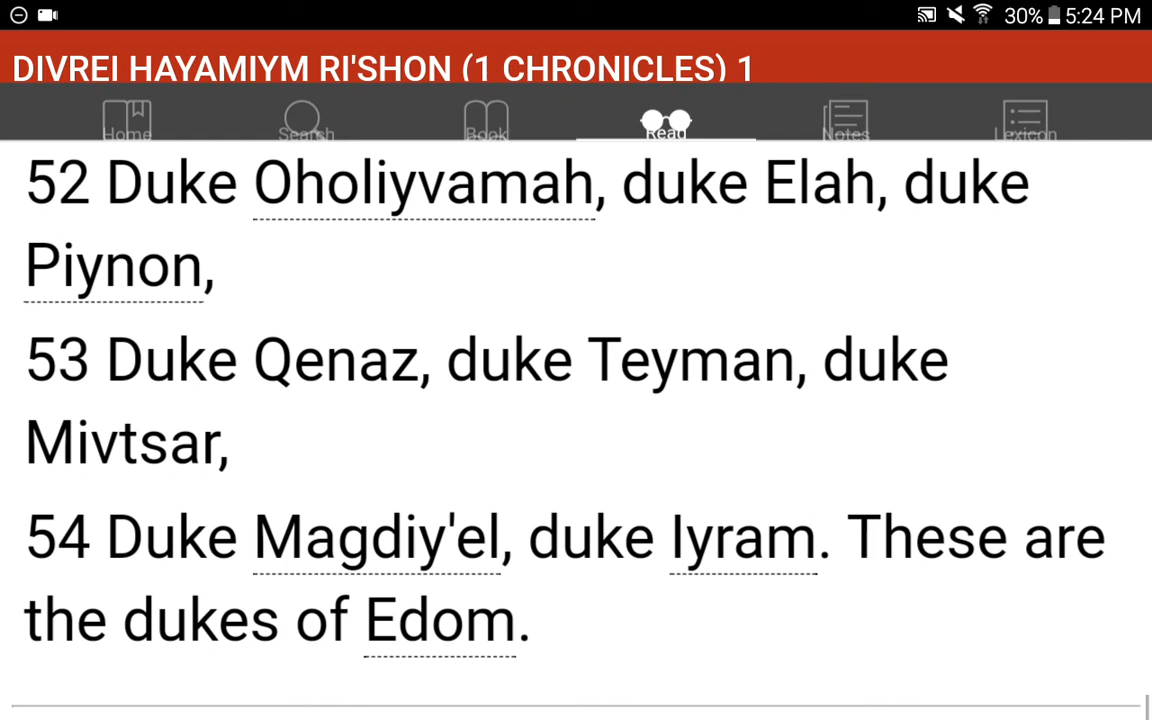 30% 5:24 PM
DIVREI HAYAMIYM RI'SHON (1 CHRONICLES) 1
Home Search Book Read Notes Lexicon
52 Duke Oholiyvamah, duke Elah, duke
Piynon,
53 Duke Qenaz, duke Teyman, duke
Mivtsar,
54 Duke Magdiy'el, duke Iyram. These are
the dukes of Edom.